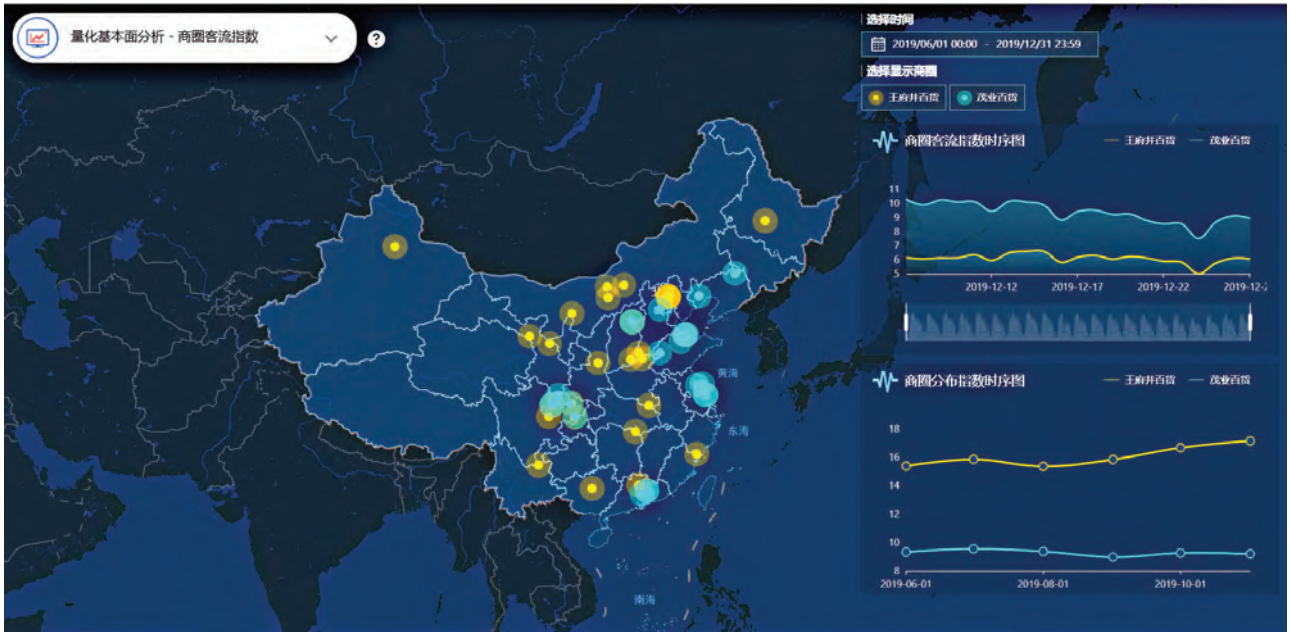 量化基本面分析 - 商圈客流指数
?
选择时间
2019/06/01 00:00 - 2019/12/31 23:59
选择显示商圈
王府井百货
茂业百货
商圈客流指数时序图
王府井百货
茂业百货
11
10
9
8
7
6
5
2019-12-12
2019-12-17
2019-12-22
2019-12-2
商圈分布指数时序图
王府井百货
茂业百货
18
16
14
12
10
8
2019-06-01
2019-08-01
2019-10-01
黄海
东海
南海